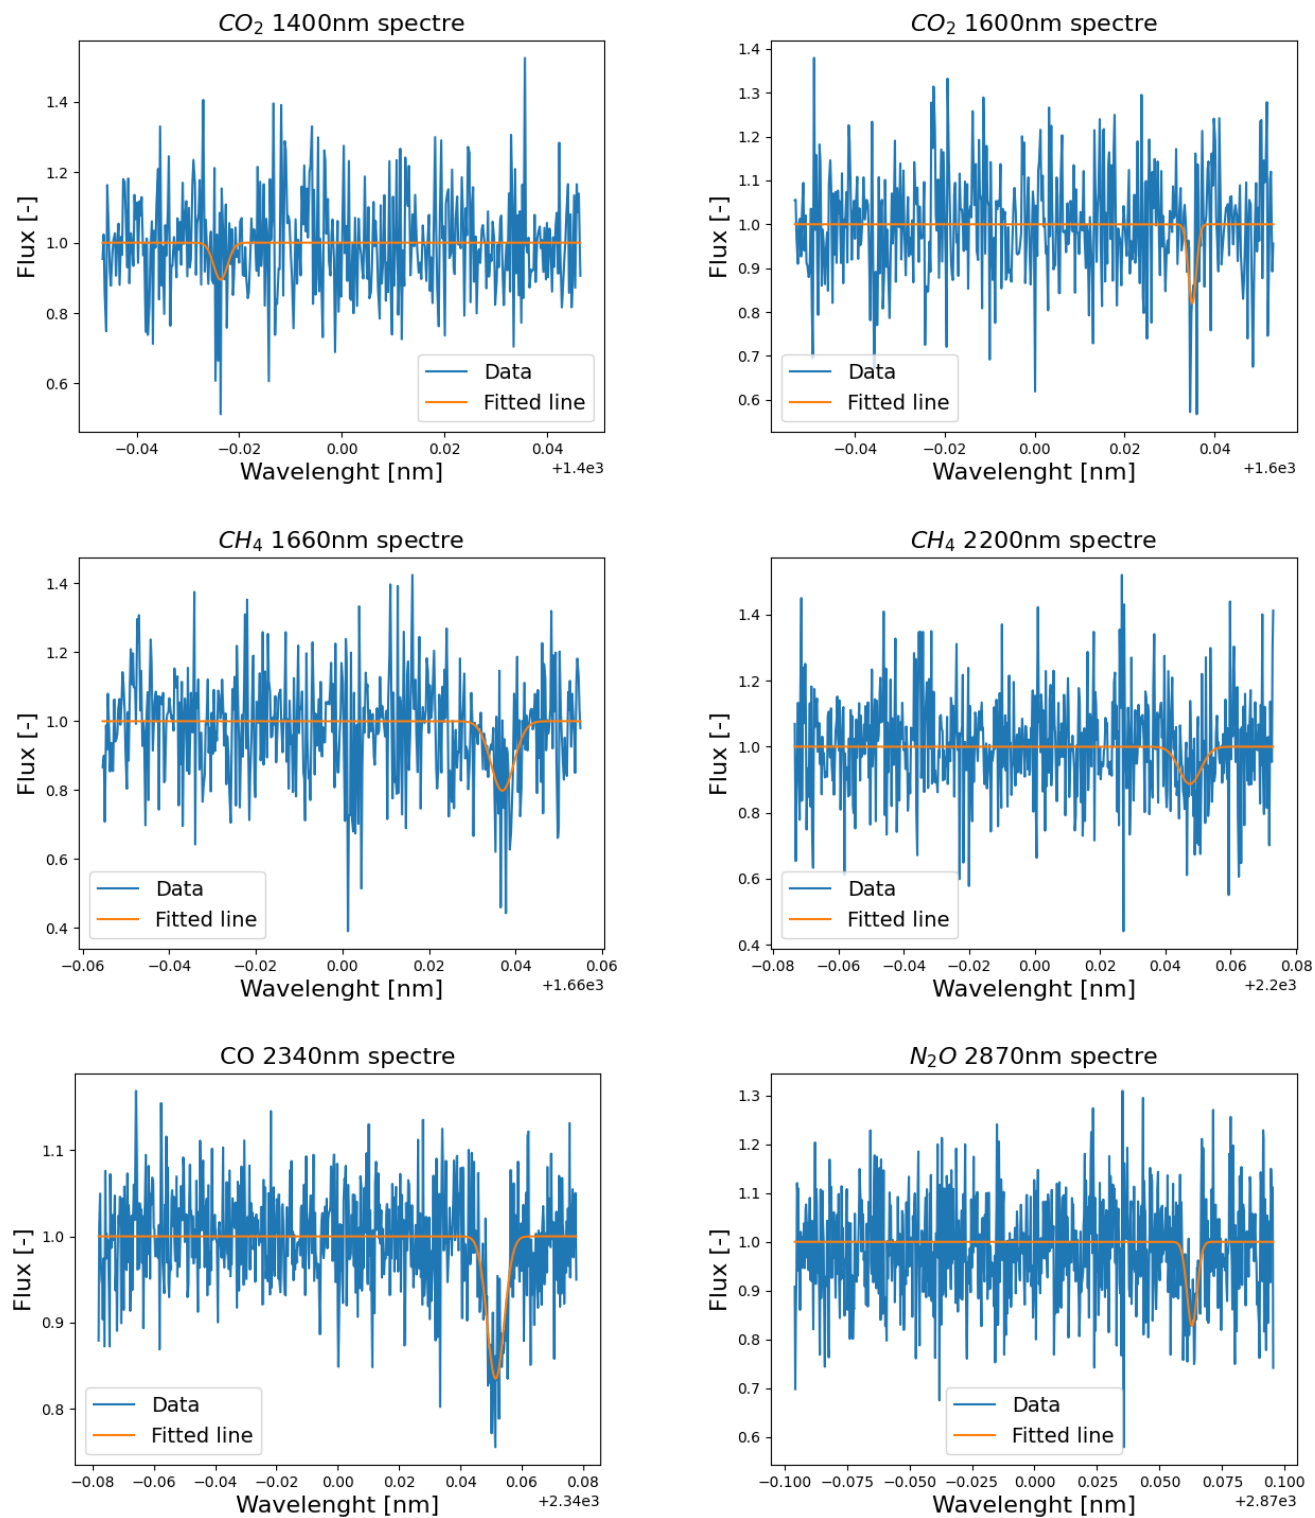 CO2 1400nm spectre
Flux [-]
1.4
1.2
1.0
0.8
0.6
Data
Fitted line
−0.04 −0.02 0.00 0.02 0.04
Wavelenght [nm] +1.4e3
CO2 1600nm spectre
Flux [-]
1.4
1.3
1.2
1.1
1.0
0.9
0.8
0.7
0.6
Data
Fitted line
−0.04 −0.02 0.00 0.02 0.04
Wavelenght [nm] +1.6e3
CH4 1660nm spectre
Flux [-]
1.4
1.2
1.0
0.8
0.6
0.4
Data
Fitted line
−0.06 −0.04 −0.02 0.00 0.02 0.04 0.06
Wavelenght [nm] +1.66e3
CH4 2200nm spectre
Flux [-]
1.4
1.2
1.0
0.8
0.6
0.4
Data
Fitted line
−0.08 −0.06 −0.04 −0.02 0.00 0.02 0.04 0.06 0.08
Wavelenght [nm] +2.2e3
CO 2340nm spectre
Flux [-]
1.1
1.0
0.9
0.8
Data
Fitted line
−0.08 −0.06 −0.04 −0.02 0.00 0.02 0.04 0.06 0.08
Wavelenght [nm] +2.34e3
N2O 2870nm spectre
Flux [-]
1.3
1.2
1.1
1.0
0.9
0.8
0.7
0.6
Data
Fitted line
−0.100 −0.075 −0.050 −0.025 0.000 0.025 0.050 0.075 0.100
Wavelenght [nm] +2.87e3